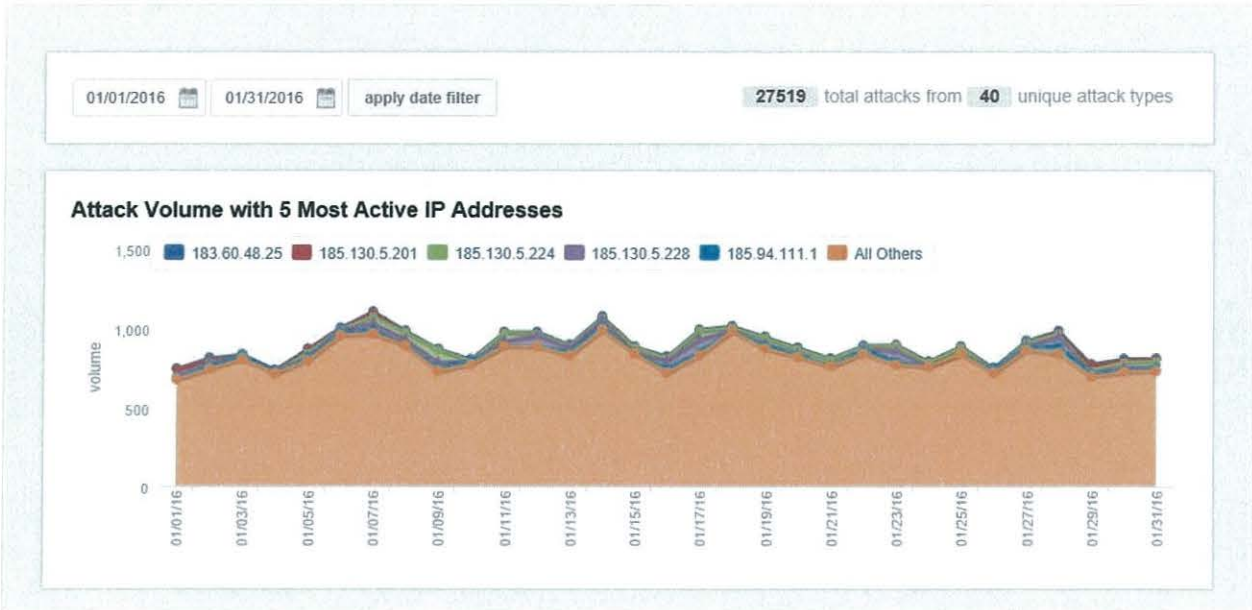 01/01/2016 01/31/2016 apply date filter 27519 total attacks from 40 unique attack types
Attack Volume with 5 Most Active IP Addresses
1,500 183.60.48.25 185.130.5.201 185.130.5.224 185.130.5.228 185.94.111.1 All Others
1,000
volume
500
0
01/01/16 01/03/16 01/05/16 01/07/16 01/09/16 01/11/16 01/13/16 01/15/16 01/17/16 01/19/16 01/21/16 01/23/16 01/25/16 01/27/16 01/29/16 01/31/16